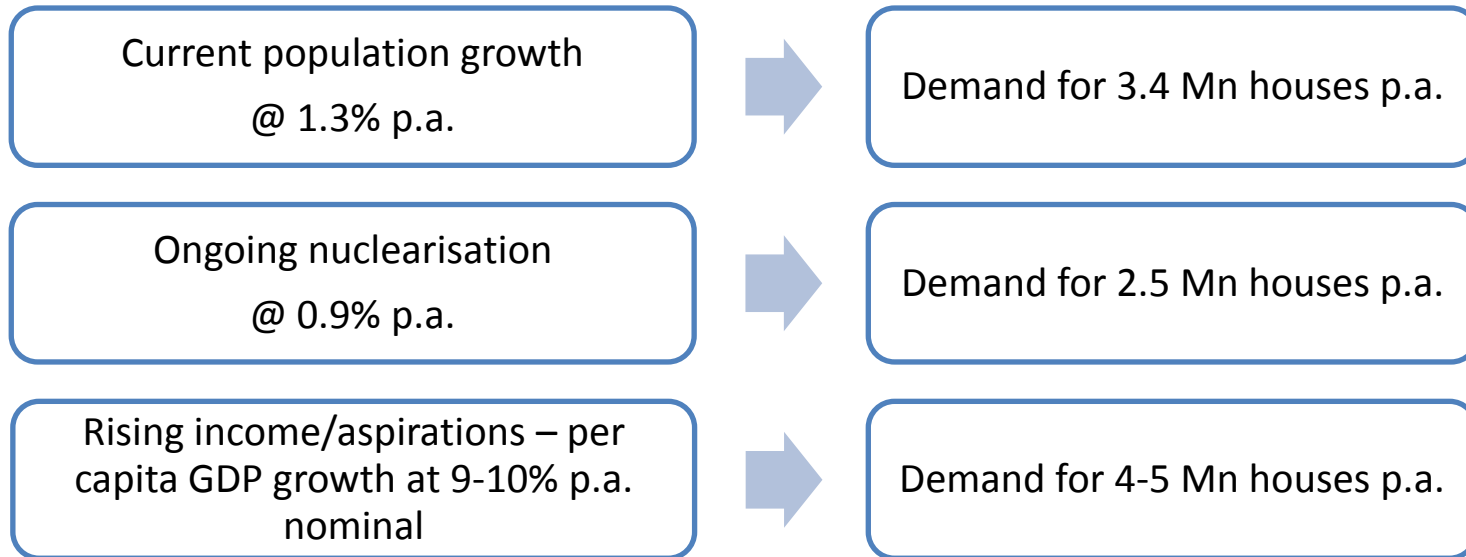 Current population growth
@ 1.3% p.a.
Demand for 3.4 Mn houses p.a.
Ongoing nuclearisation
@ 0.9% p.a.
Demand for 2.5 Mn houses p.a.
Rising income/aspirations – per
capita GDP growth at 9-10% p.a.
nominal
Demand for 4-5 Mn houses p.a.